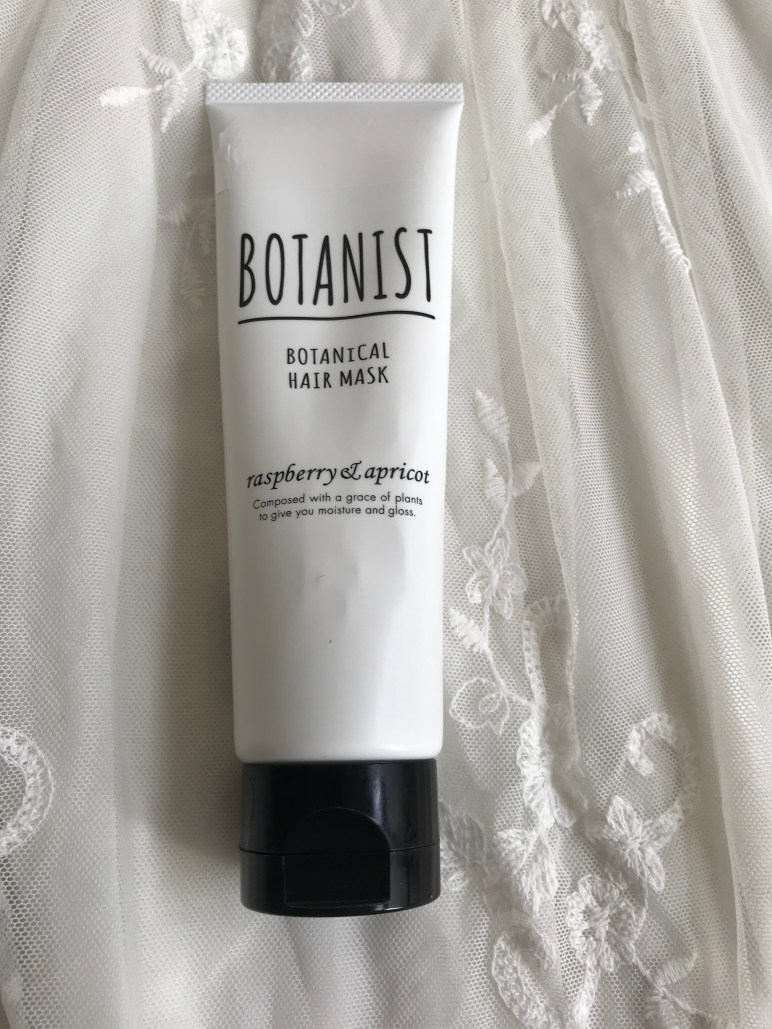 BOTANIST
BOTANICAL
HAIR MASK
raspberry & apricot
Composed with a grace of plants
to give you moisture and gloss.